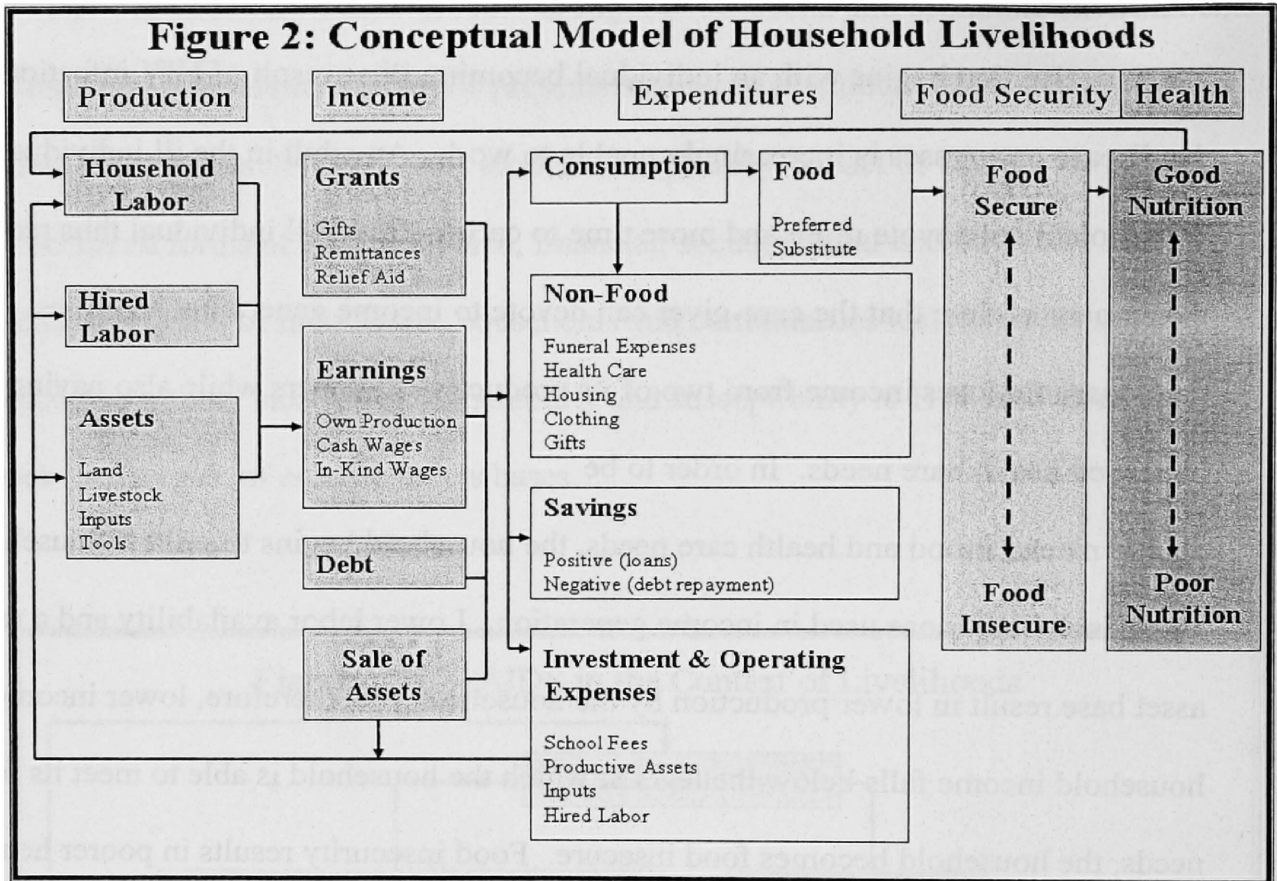 Figure 2: Conceptual Model of Household Livelihoods
Production
Income
Expenditures
Food Security
Health
Household
Labor
Hired
Labor
Assets
Land
Livestock
Inputs
Tools
Grants
Gifts
Remittances
Relief Aid
Earnings
Own Production
Cash Wages
In-Kind Wages
Debt
Sale of
Assets
Consumption
Food
Preferred
Substitute
Non-Food
Funeral Expenses
Health Care
Housing
Clothing
Gifts
Savings
Positive (loans)
Negative (debt repayment)
Investment & Operating
Expenses
School Fees
Productive Assets
Inputs
Hired Labor
Food
Secure
Food
Insecure
Good
Nutrition
Poor
Nutrition